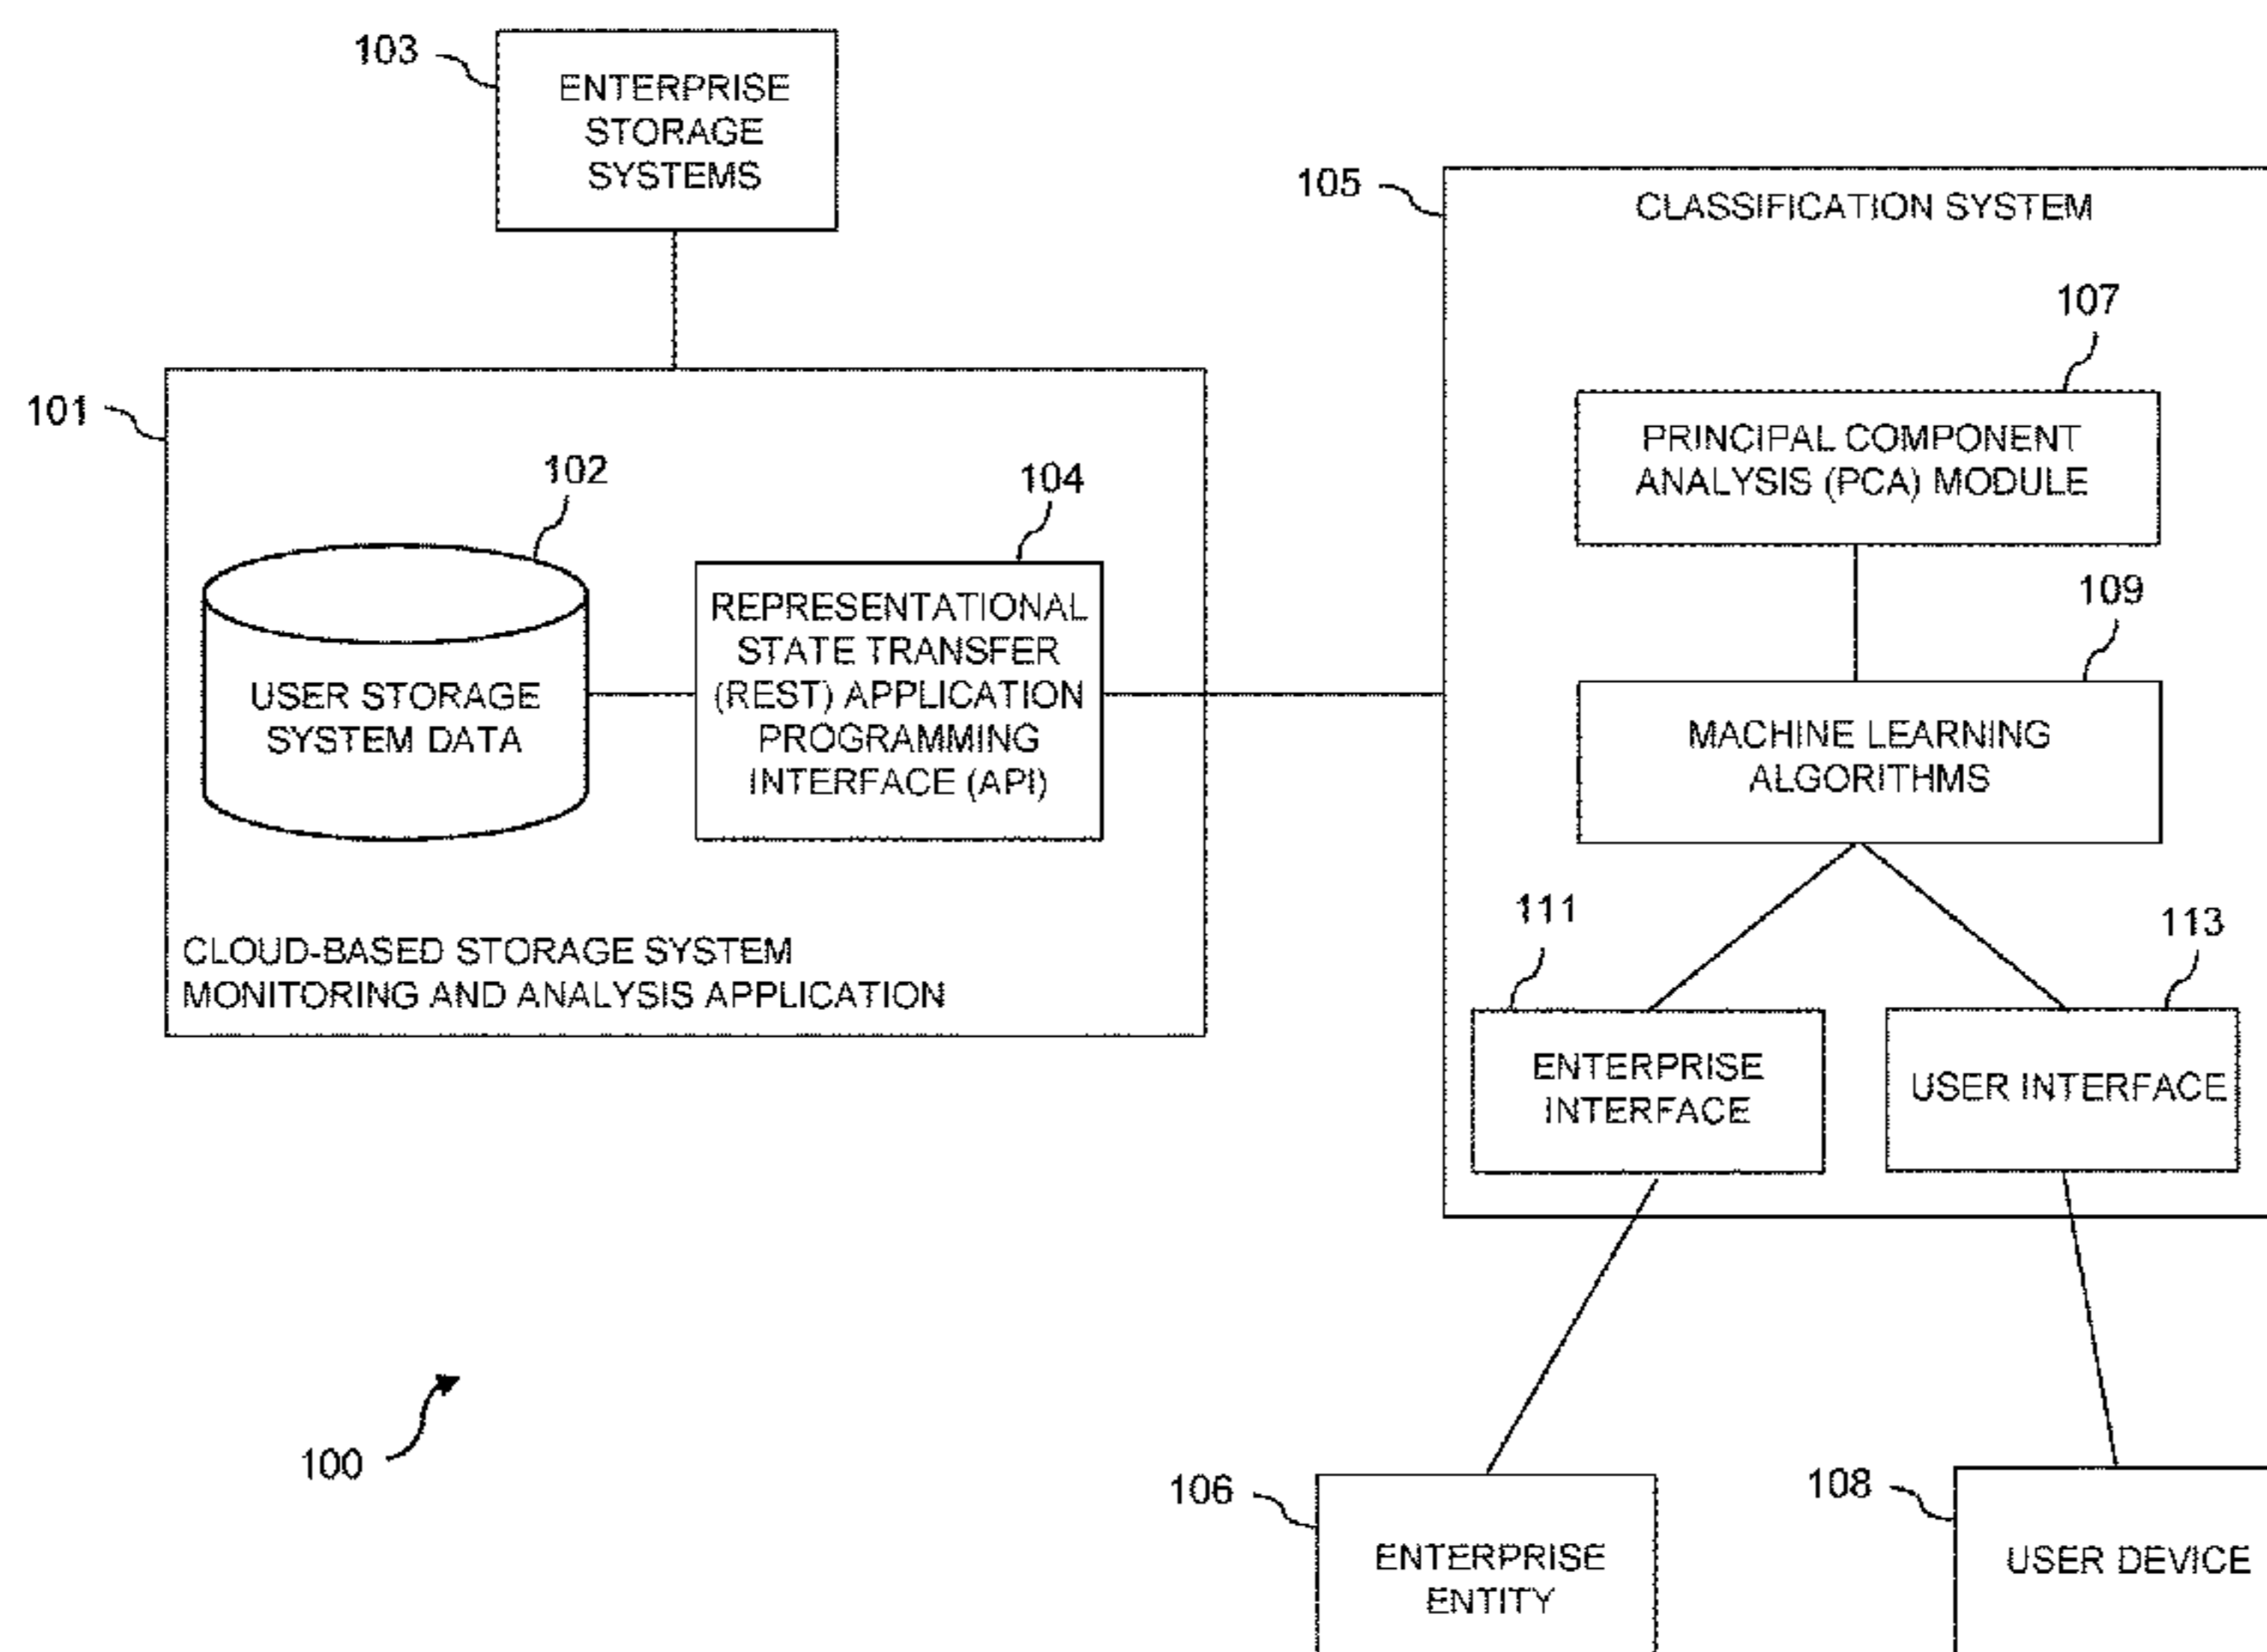 103
ENTERPRISE
STORAGE
SYSTEMS
105
CLASSIFICATION SYSTEM
107
PRINCIPAL COMPONENT
ANALYSIS (PCA) MODULE
101
102
104
USER STORAGE
SYSTEM DATA
REPRESENTATIONAL
STATE TRANSFER
(REST) APPLICATION
PROGRAMMING
INTERFACE (API)
109
MACHINE LEARNING
ALGORITHMS
CLOUD-BASED STORAGE SYSTEM
MONITORING AND ANALYSIS APPLICATION
111
113
ENTERPRISE
INTERFACE
USER INTERFACE
100
106
108
ENTERPRISE
ENTITY
USER DEVICE